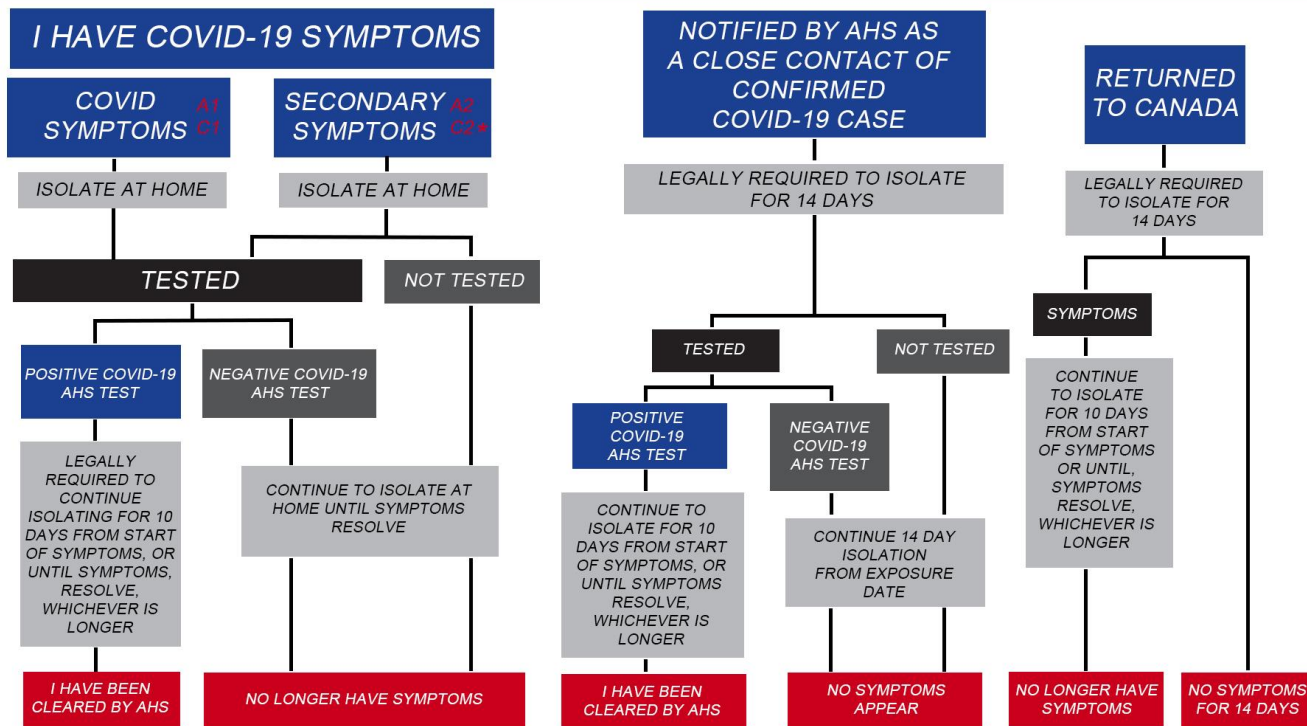 I HAVE COVID-19 SYMPTOMS
COVID
SYMPTOMS
A1
C1
SECONDARY
SYMPTOMS
A2
C2*
ISOLATE AT HOME
ISOLATE AT HOME
TESTED
NOT TESTED
POSITIVE COVID-19
AHS TEST
NEGATIVE COVID-19
AHS TEST
LEGALLY
REQUIRED TO
CONTINUE
ISOLATING FOR 10
DAYS FROM START
OF SYMPTOMS, OR
UNTIL SYMPTOMS,
RESOLVE,
WHICHEVER IS
LONGER
CONTINUE TO ISOLATE AT
HOME UNTIL SYMPTOMS
RESOLVE
I HAVE BEEN
CLEARED BY AHS
NO LONGER HAVE SYMPTOMS
NOTIFIED BY AHS AS
A CLOSE CONTACT OF
CONFIRMED
COVID-19 CASE
LEGALLY REQUIRED TO ISOLATE
FOR 14 DAYS
TESTED
NOT TESTED
POSITIVE
COVID-19
AHS TEST
NEGATIVE
COVID-19
AHS TEST
CONTINUE TO
ISOLATE FOR 10
DAYS FROM START
OF SYMPTOMS, OR
UNTIL SYMPTOMS
RESOLVE,
WHICHEVER IS
LONGER
CONTINUE 14 DAY
ISOLATION
FROM EXPOSURE
DATE
I HAVE BEEN
CLEARED BY AHS
NO SYMPTOMS
APPEAR
RETURNED
TO CANADA
LEGALLY REQUIRED
TO ISOLATE FOR
14 DAYS
SYMPTOMS
CONTINUE
TO ISOLATE
FOR 10 DAYS
FROM START
OF SYMPTOMS
OR UNTIL,
SYMPTOMS
RESOLVE,
WHICHEVER IS
LONGER
NO LONGER HAVE
SYMPTOMS
NO SYMPTOMS
FOR 14 DAYS